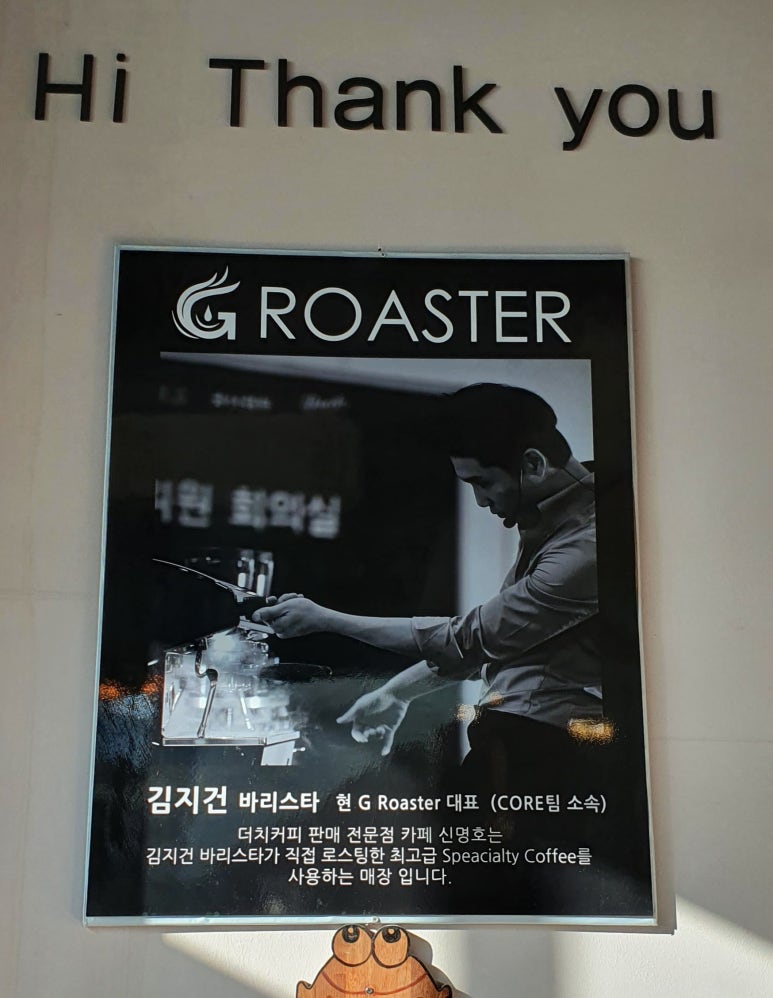 Hi Thank you
G ROASTER
회의실
김지건 바리스타 현 G Roaster 대표 (CORE팀 소속)
더치커피 판매 전문점 카페 신명호는
김지건 바리스타가 직접 로스팅한 최고급 Speacialty Coffee를
사용하는 매장 입니다.